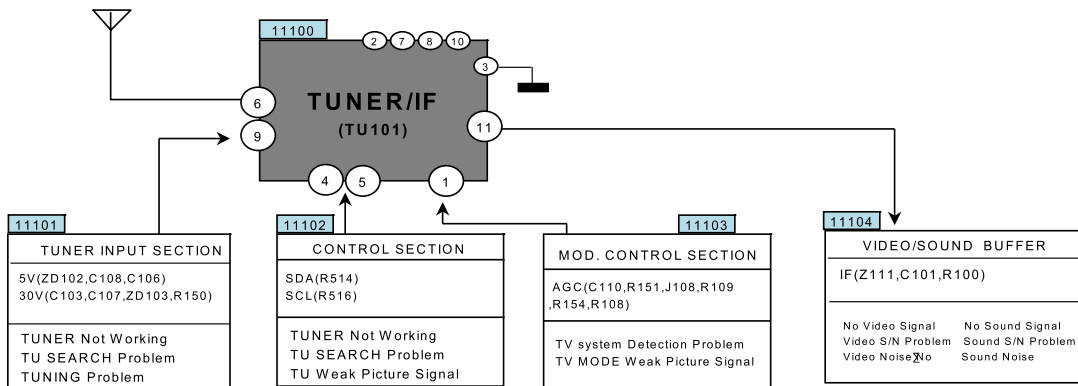 11100
2 7 8 10
3
TUNER/IF
(TU101)
6
9
11
4 5 1
11101
TUNER INPUT SECTION
5V(ZD102,C108,C106)
30V(C103,C107,ZD103,R150)
TUNER Not Working
TU SEARCH Problem
TUNING Problem
11102
CONTROL SECTION
SDA(R514)
SCL(R516)
TUNER Not Working
TU SEARCH Problem
TU Weak Picture Signal
11103
MOD. CONTROL SECTION
AGC(C110,R151,J108,R109
,R154,R108)
TV system Detection Problem
TV MODE Weak Picture Signal
11104
VIDEO/SOUND BUFFER
IF(Z111,C101,R100)
No Video Signal No Sound Signal
Video S/N Problem Sound S/N Problem
Video Noise No Sound Noise